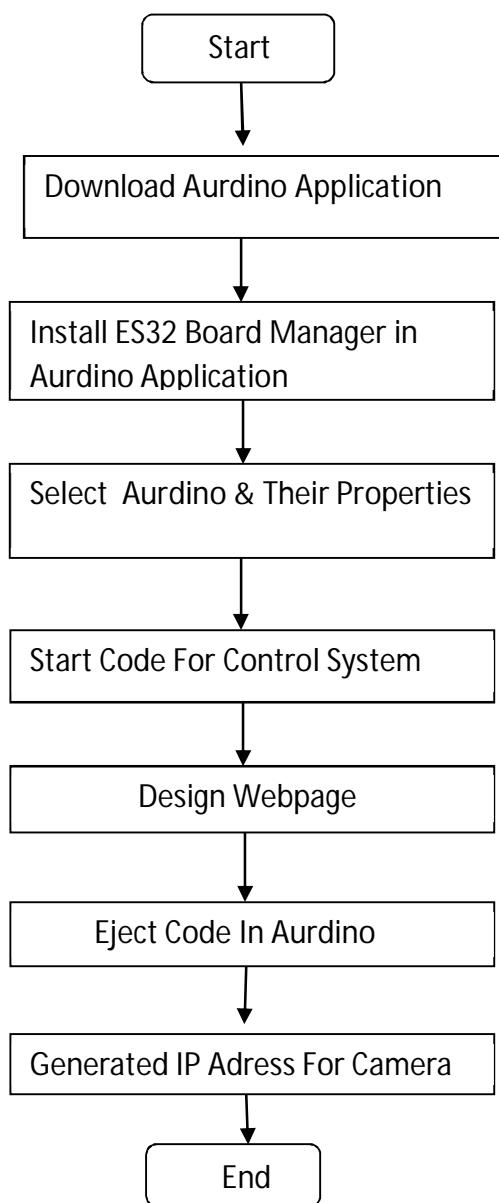 Start
Download Aurdino Application
Install ES32 Board Manager in
Aurdino Application
Select Aurdino & Their Properties
Start Code For Control System
Design Webpage
Eject Code In Aurdino
Generated IP Adress For Camera
End